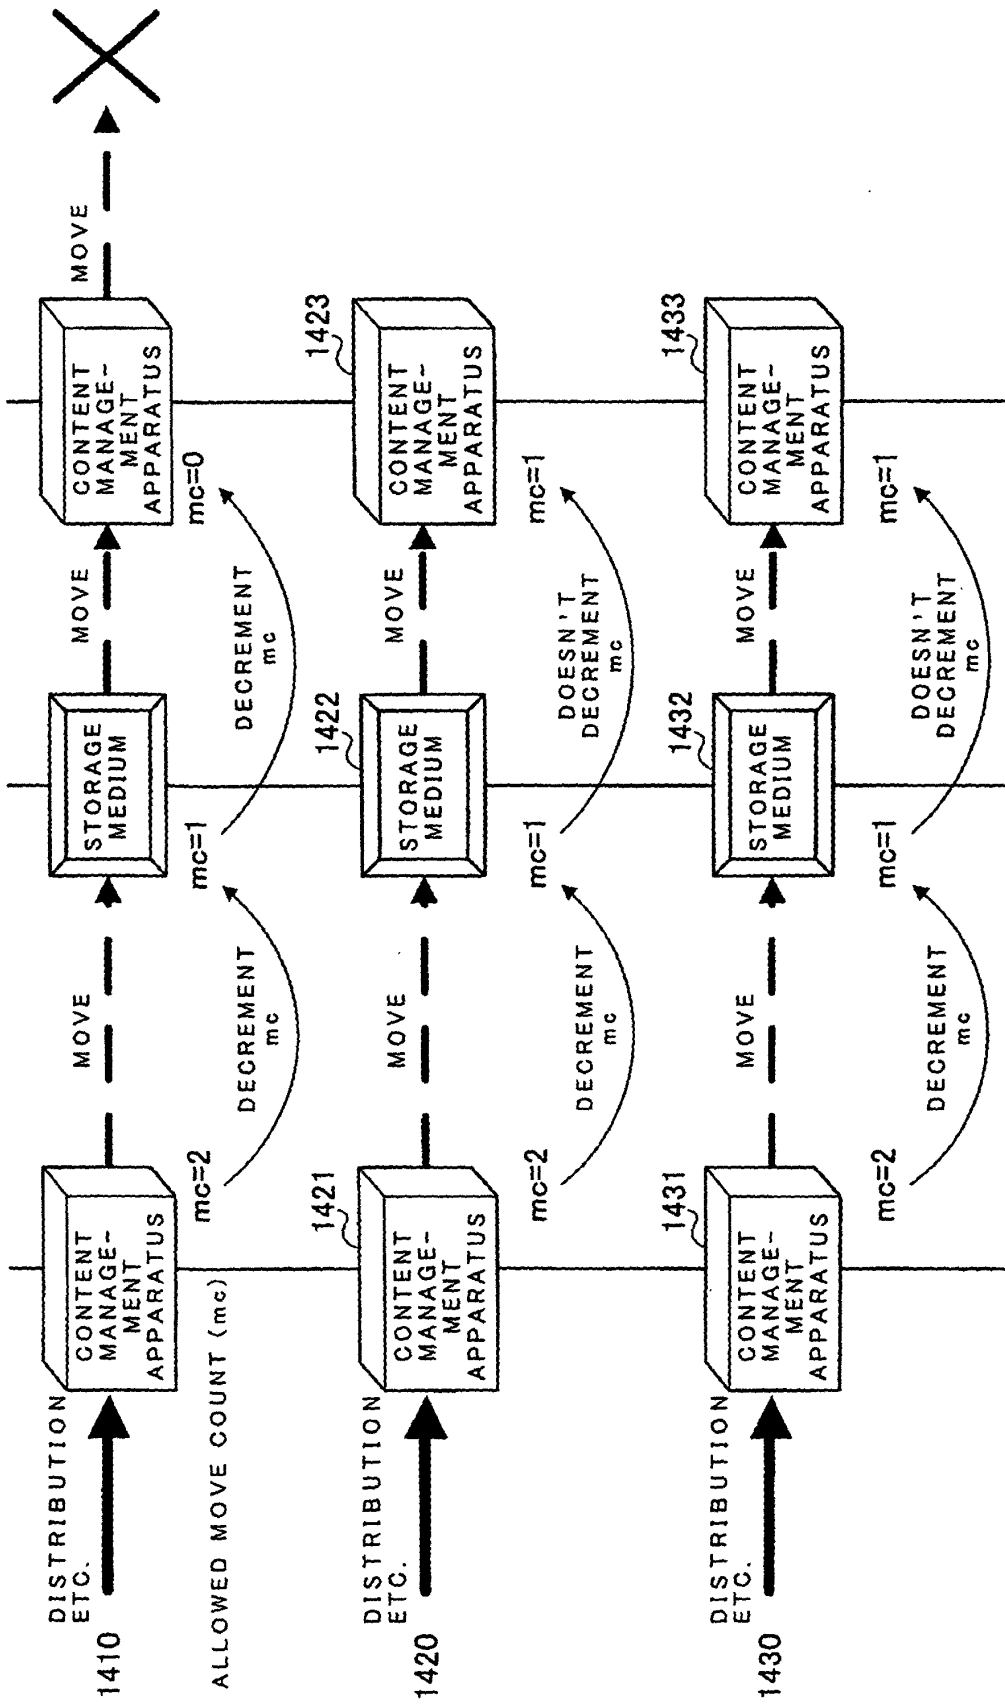 1410
DISTRIBUTION
ETC.
CONTENT
MANAGE-
MENT
APPARATUS
MOVE
STORAGE
MEDIUM
MOVE
CONTENT
MANAGE-
MENT
APPARATUS
MOVE
ALLOWED MOVE COUNT (mc)
mc=2
DECREMENT
mc
mc=1
DECREMENT
mc
mc=0
1420
DISTRIBUTION
ETC.
1421
CONTENT
MANAGE-
MENT
APPARATUS
MOVE
1422
STORAGE
MEDIUM
MOVE
1423
CONTENT
MANAGE-
MENT
APPARATUS
mc=2
DECREMENT
mc
mc=1
DOESN'T
DECREMENT
mc
mc=1
1430
DISTRIBUTION
ETC.
1431
CONTENT
MANAGE-
MENT
APPARATUS
MOVE
1432
STORAGE
MEDIUM
MOVE
1433
CONTENT
MANAGE-
MENT
APPARATUS
mc=2
DECREMENT
mc
mc=1
DOESN'T
DECREMENT
mc
mc=1